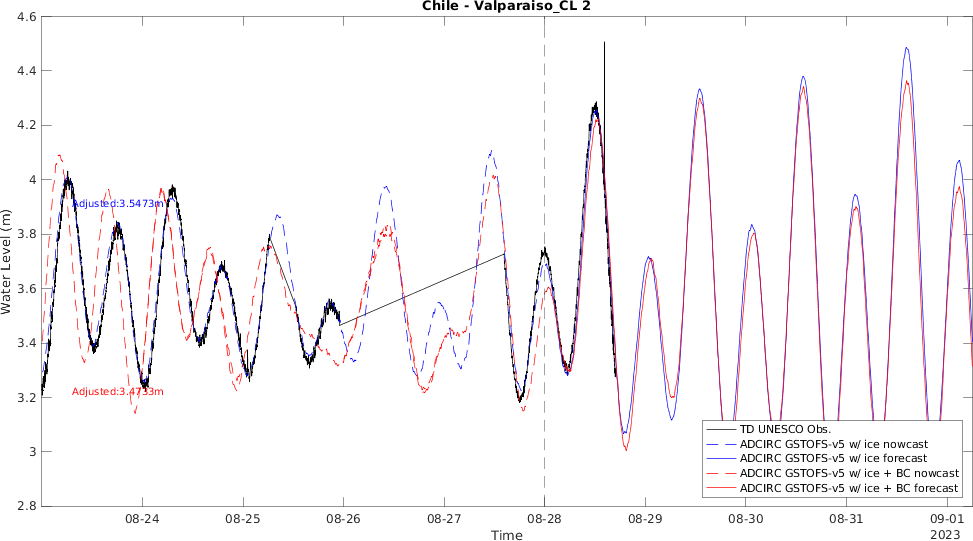 Chile - Valparaiso_CL 2
4.6
4.4
4.2
4
3.8
3.6
3.4
3.2
3
2.8
Water Level (m)
Adjusted:3.5473m
Adjusted:3.4733m
TD UNESCO Obs.
ADCIRC GSTOFS-v5 w/ ice nowcast
ADCIRC GSTOFS-v5 w/ ice forecast
ADCIRC GSTOFS-v5 w/ ice + BC nowcast
ADCIRC GSTOFS-v5 w/ ice + BC forecast
08-24 08-25 08-26 08-27 08-28 08-29 08-30 08-31 09-01
2023
Time